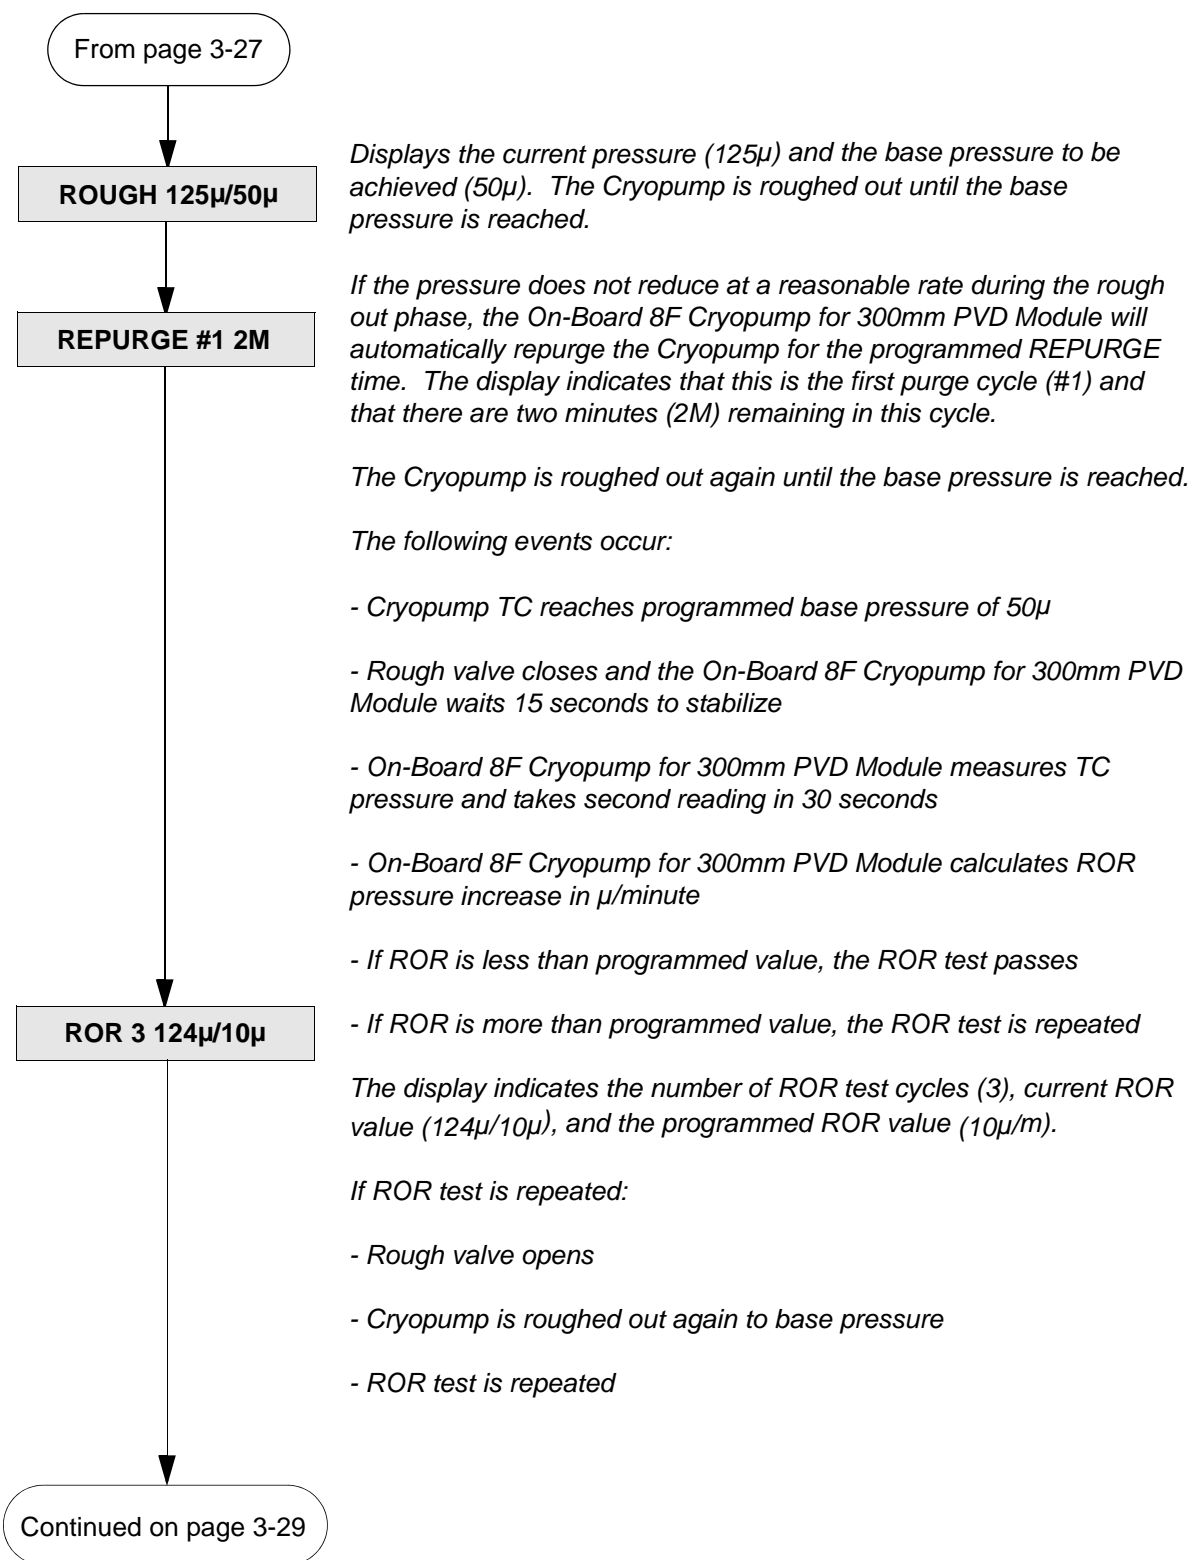 From page 3-27
Displays the current pressure (125µ) and the base pressure to be
achieved (50µ).  The Cryopump is roughed out until the base
pressure is reached.
ROUGH 125µ/50µ
If the pressure does not reduce at a reasonable rate during the rough
out phase, the On-Board 8F Cryopump for 300mm PVD Module will
automatically repurge the Cryopump for the programmed REPURGE
time.  The display indicates that this is the first purge cycle (#1) and
that there are two minutes (2M) remaining in this cycle.
REPURGE #1 2M
The Cryopump is roughed out again until the base pressure is reached.
The following events occur:
- Cryopump TC reaches programmed base pressure of 50µ
- Rough valve closes and the On-Board 8F Cryopump for 300mm PVD
Module waits 15 seconds to stabilize
- On-Board 8F Cryopump for 300mm PVD Module measures TC
pressure and takes second reading in 30 seconds
- On-Board 8F Cryopump for 300mm PVD Module calculates ROR
pressure increase in µ/minute
- If ROR is less than programmed value, the ROR test passes
- If ROR is more than programmed value, the ROR test is repeated
ROR 3 124µ/10µ
The display indicates the number of ROR test cycles (3), current ROR
value (124µ/10µ), and the programmed ROR value (10µ/m).
If ROR test is repeated:
- Rough valve opens
- Cryopump is roughed out again to base pressure
- ROR test is repeated
Continued on page 3-29